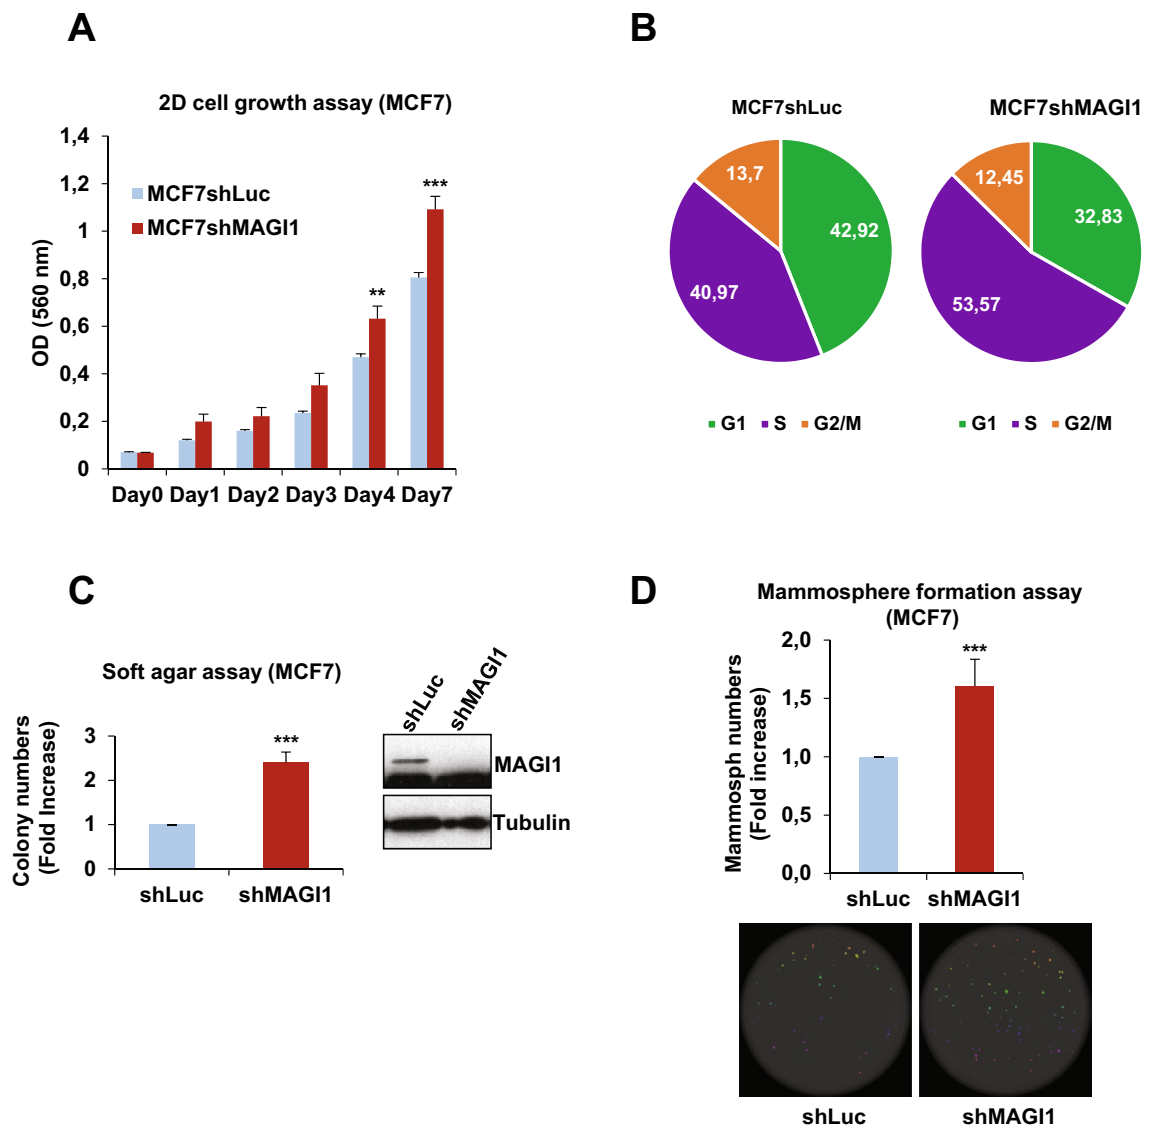 A
2D cell growth assay (MCF7)
OD (560 nm)
1,4
1,2
1
0,8
0,6
0,4
0,2
0
MCF7shLuc
MCF7shMAGI1
**
***
Day0 Day1 Day2 Day3 Day4 Day7
B
MCF7shLuc
13,7
42,92
40,97
G1 S G2/M
MCF7shMAGI1
12,45
32,83
53,57
G1 S G2/M
C
Soft agar assay (MCF7)
Colony numbers
(Fold Increase)
3
2
1
0
***
shLuc shMAGI1
shLuc
shMAGI1
MAGI1
Tubulin
D
Mammosphere formation assay
(MCF7)
Mammosph numbers
(Fold increase)
2,0
1,5
1,0
0,5
0,0
***
shLuc shMAGI1
shLuc
shMAGI1